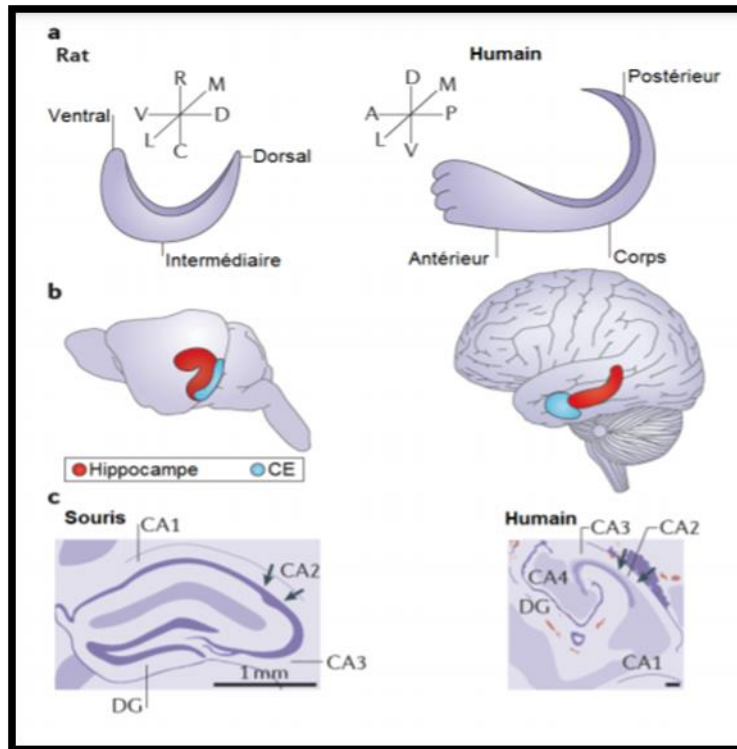 a
Rat
Humain
R
M
V
D
L
C
Ventral
Dorsal
Intermédiaire
D
M
A
P
L
V
Postérieur
Antérieur
Corps
b
Hippocampe
CE
c
Souris
CA1
CA2
CA3
DG
1 mm
Humain
CA3
CA2
CA4
DG
CA1